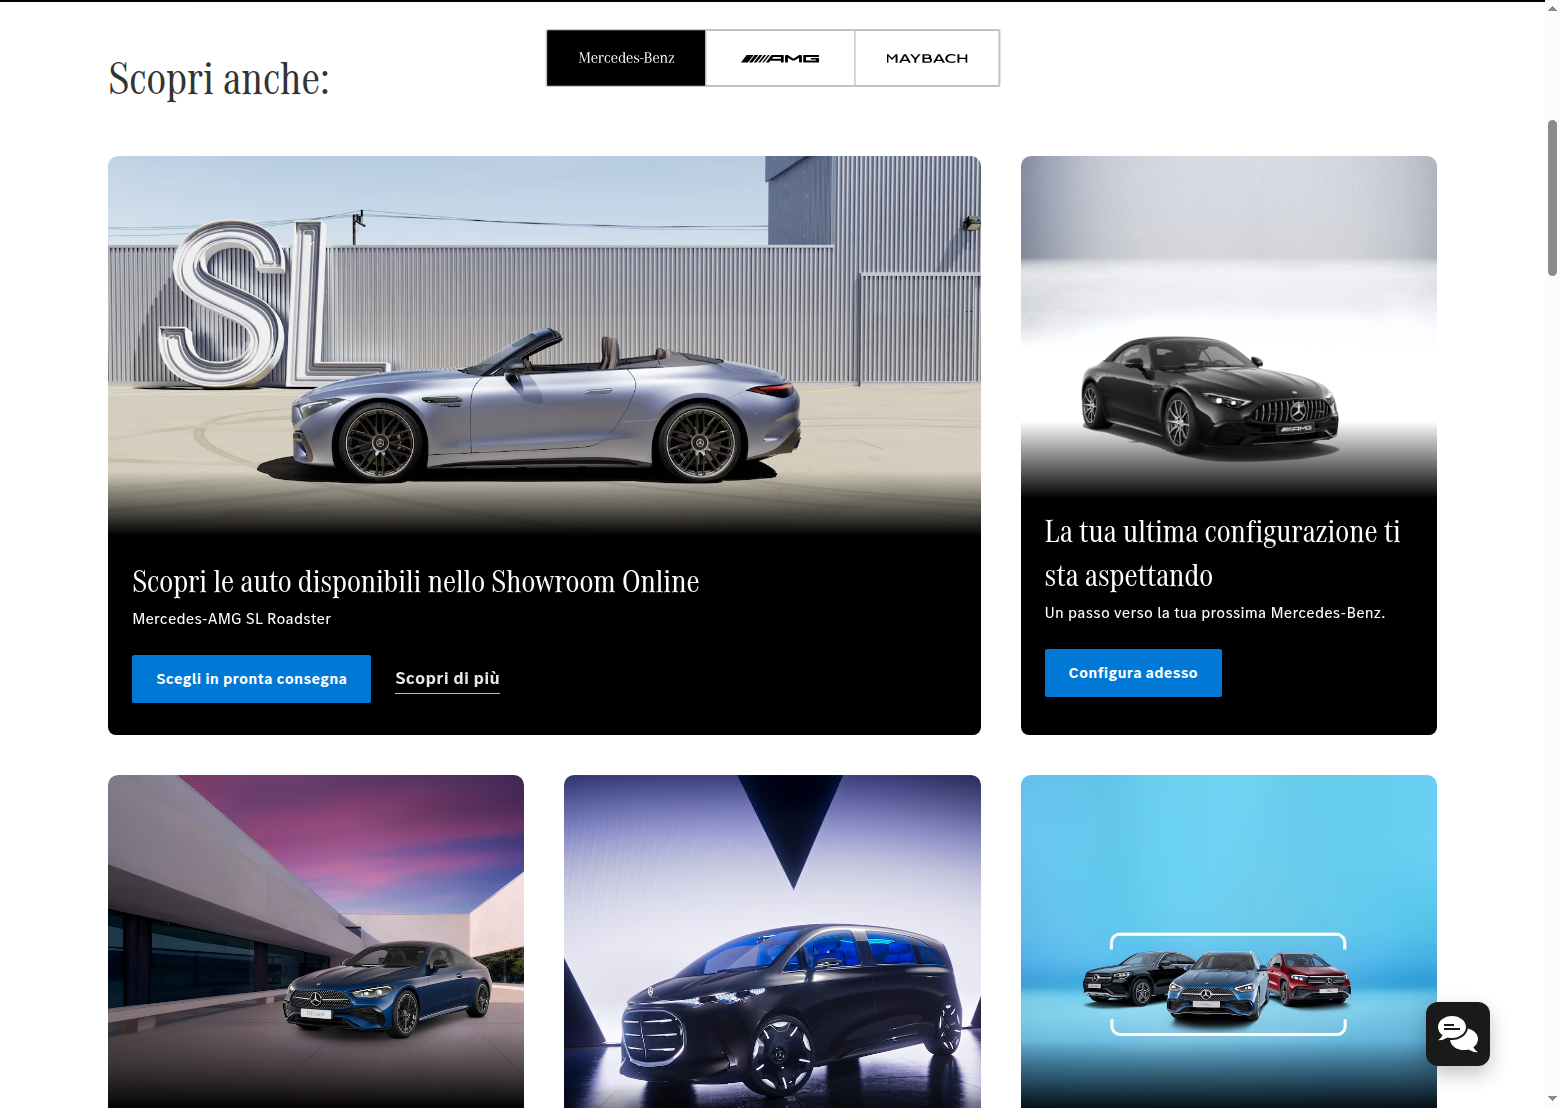 Scopri anche:
Mercedes-Benz
AMG
MAYBACH
SL
AMG
Scopri le auto disponibili nello Showroom Online
Mercedes-AMG SL Roadster
Scegli in pronta consegna
Scopri di più
La tua ultima configurazione ti
sta aspettando
Un passo verso la tua prossima Mercedes-Benz.
Configura adesso